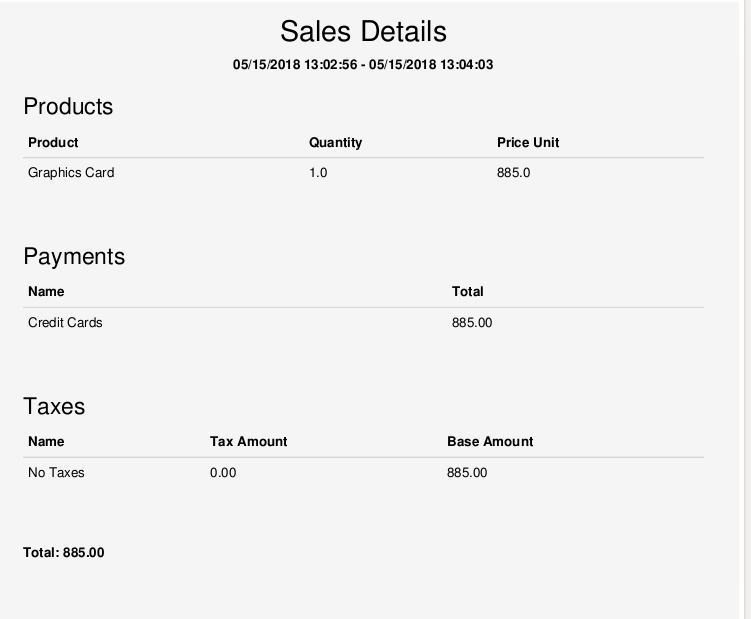 Sales Details
05/15/2018 13:02:56 - 05/15/2018 13:04:03
Products
Product Quantity Price Unit
Graphics Card 1.0 885.0
Payments
Name Total
Credit Cards 885.00
Taxes
Name Tax Amount Base Amount
No Taxes 0.00 885.00
Total: 885.00